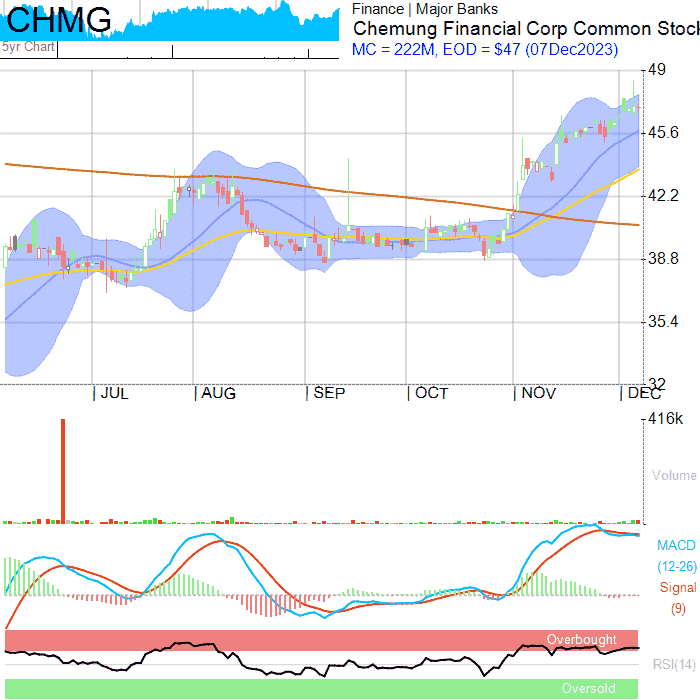 CHMG
5yr Chart
Finance | Major Banks
Chemung Financial Corp Common Stock
MC = 222M, EOD = $47 (07Dec2023)
49
45.6
42.2
38.8
35.4
32
JUL AUG SEP OCT NOV DEC
416k
Volume
MACD
(12-26)
Signal
(9)
Overbought
RSI(14)
Oversold